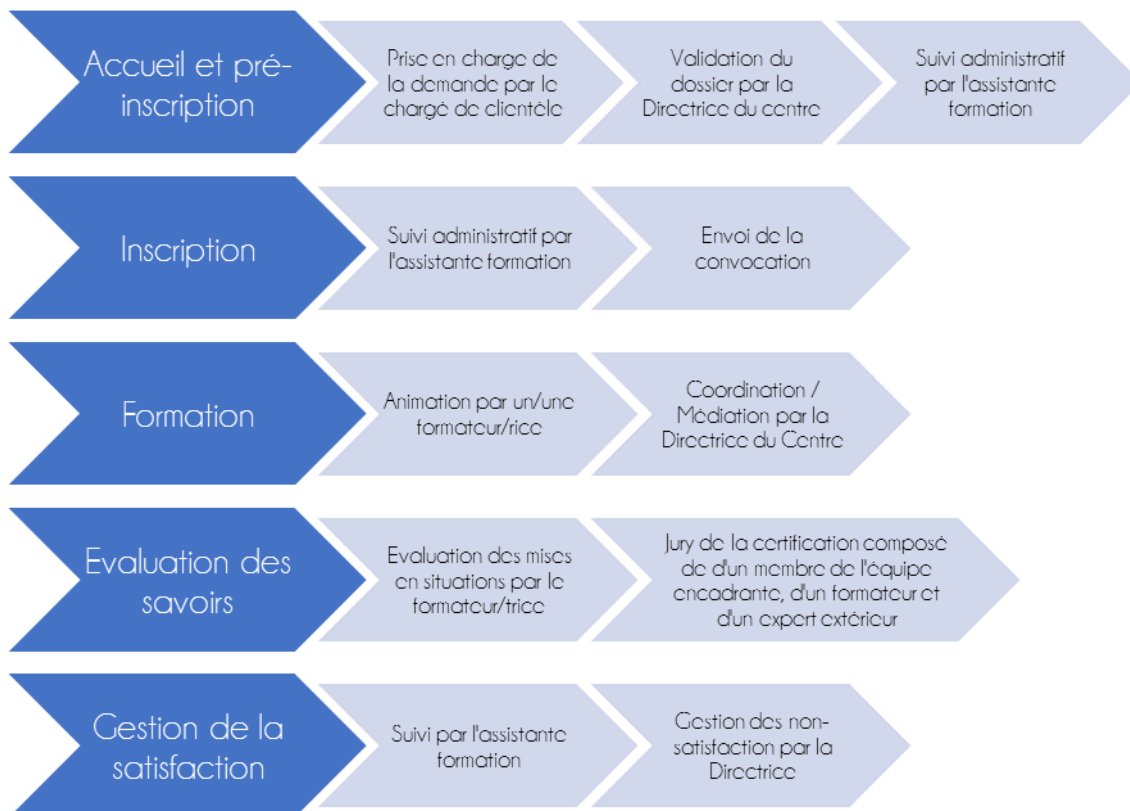 Accueil et pré-
inscription
Prise en charge de
la demande par le
chargé de clientèle
Validation du
dossier par la
Directrice du centre
Suivi administratif
par l'assistante
formation
Inscription
Suivi administratif par
l'assistante formation
Envoi de la
convocation
Formation
Animation par un/une
formateur/rice
Coordination /
Médiation par la
Directrice du Centre
Evaluation des
savoirs
Evaluation des mises
en situations par le
formateur/trice
Jury de la certification composé
de d'un membre de l'équipe
encadrante, d'un formateur et
d'un expert extérieur
Gestion de la
satisfaction
Suivi par l'assistante
formation
Gestion des non-
satisfaction par la
Directrice